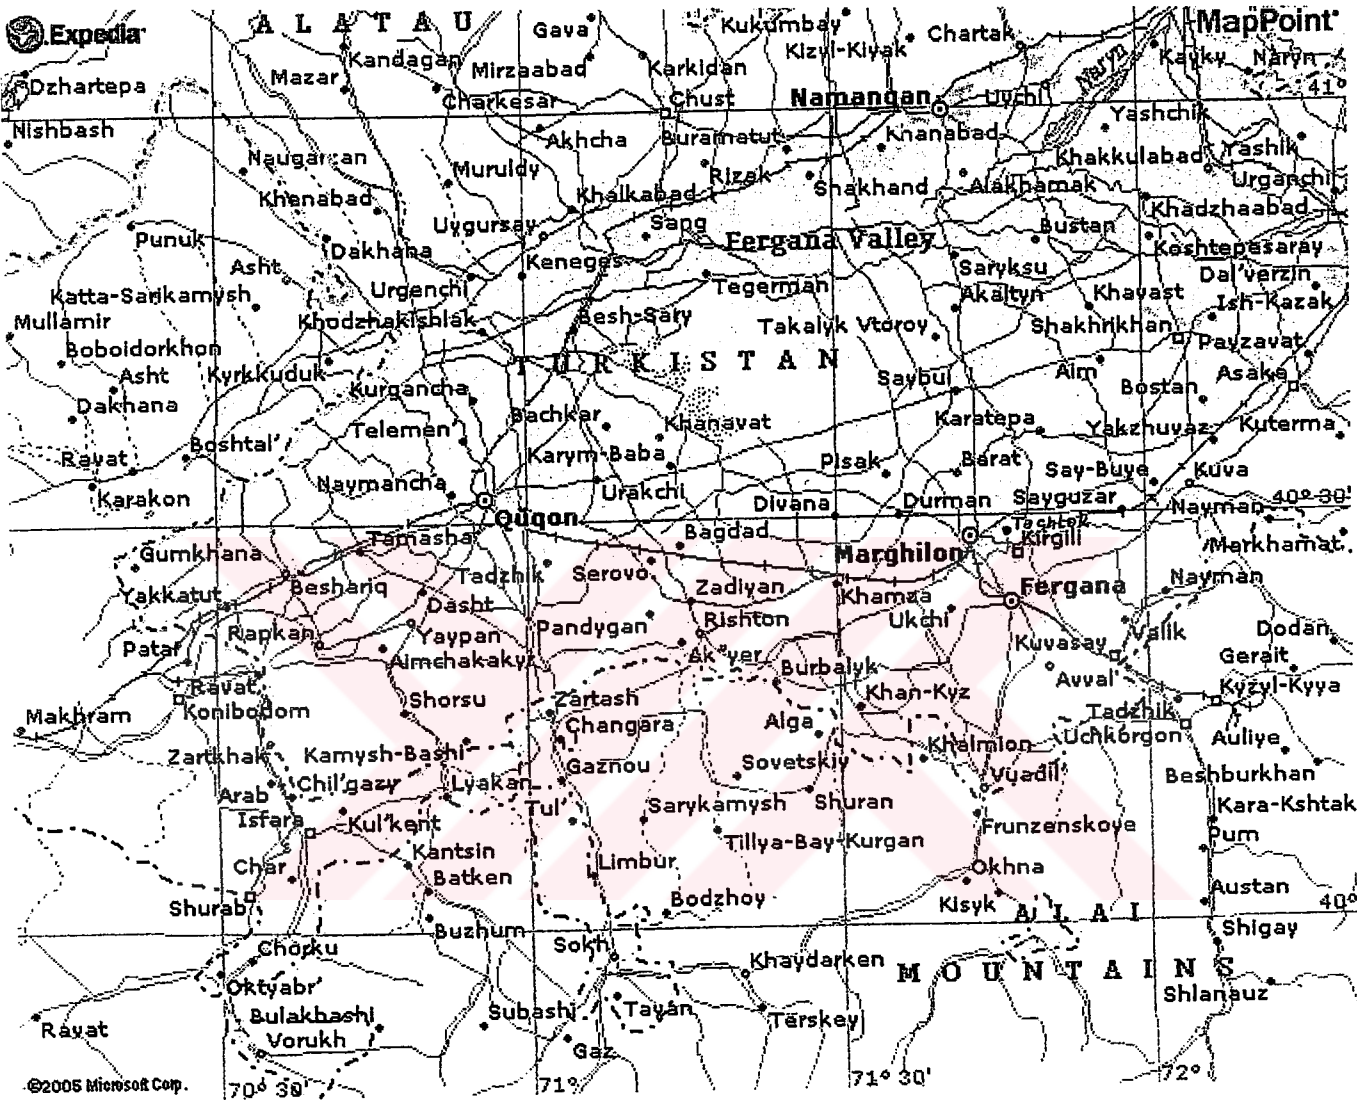 Expedia
ALATAU
Gava
Kukumbay
Chartak
MapPoint
Kizyl-Kiyak
Kayky
Naryn
Kandagan
Mirzaabad
Karkidan
Naryn
Dzhartepa
Mazar
Charkesar
Chust
Namangan
Uychi
41°
Nishbash
Akhcha
Buramatut
Khanabad
Yashchik
Naugarzan
Muruldy
Rizak
Khakkulabad
Yashik
Khanabad
Khalkabad
Shakhand
Alakhamak
Urganchi
Punuk
Uygursay
Sang
Fergana Valley
Bustan
Khadzhaabad
Dakhana
Keneges
Koshtepasaray
Asht
Urgenchi
Tegerman
Saryksu
Dal'verzin
Katta-Sarikamysh
Akaltyn
Khavast
Ish-Kazak
Mullamir
Khodzhakishlak
Besh-Sary
Takalyk Vtoroy
Shakhrikhan
Payzavat
Boboidorkhon
TURKISTAN
Asht
Kyrkkuduk
Kurgancha
Saybui
Aim
Bostan
Asake
Dakhana
Bachkar
Khanavat
Karatepa
Yakzhuvaz
Kuterma
Boshtal'
Telemen
Karym-Baba
Ravat
Pisak
Barat
Say-Buye
Kuva
Karakon
Naymancha
Urakchi
Divana
Durman
Sayguzar
Nayman
40° 30'
Quqon
Bagdad
Tachtok
Kirgili
Markhamat
Tamasha
Marghilon
Gumkhana
Tadzhik
Serovo
Beshariq
Zadiyan
Khamza
Fergana
Nayman
Yakkatut
Dasht
Ukchi
Rapkan
Yaypan
Pandygan
Rishton
Kuvasay
Valik
Dodan
Patar
Aimchakakyr
Ak'yer
Burbalyk
Gerait
Ravat
Shorsu
Zartash
Khan-Kyz
Avval
Kyzyl-Kyya
Makhram
Konibodom
Changara
Alga
Tadzhik
Uchkorgon
Auliye
Zartkhak
Kamysh-Bashi
Gaznou
Sovetskiy
Khalmion
Vuadil'
Beshburkhan
Arab
Chil'gazy
Lyakan
Kara-Kshtak
Isfara
Kul'kent
Tul'
Sarykamysh
Shuran
Frunzenskoye
Pum
Kantsin
Tillya-Bay-Kurgan
Char
Batken
Limbur
Okhna
Austan
Shurab
Bodzhoy
Kisyk
ALAI
40°
Buzhum
Shigay
Chorku
Sokh
Khaydarken
MOUNTAINS
Oktyabr'
Shlanauz
Bulakbashi
Subashi
Tayan
Terskey
Ravat
Vorukh
Gaz
©2005 Microsoft Corp.
70° 30'
71°
71° 30'
72°